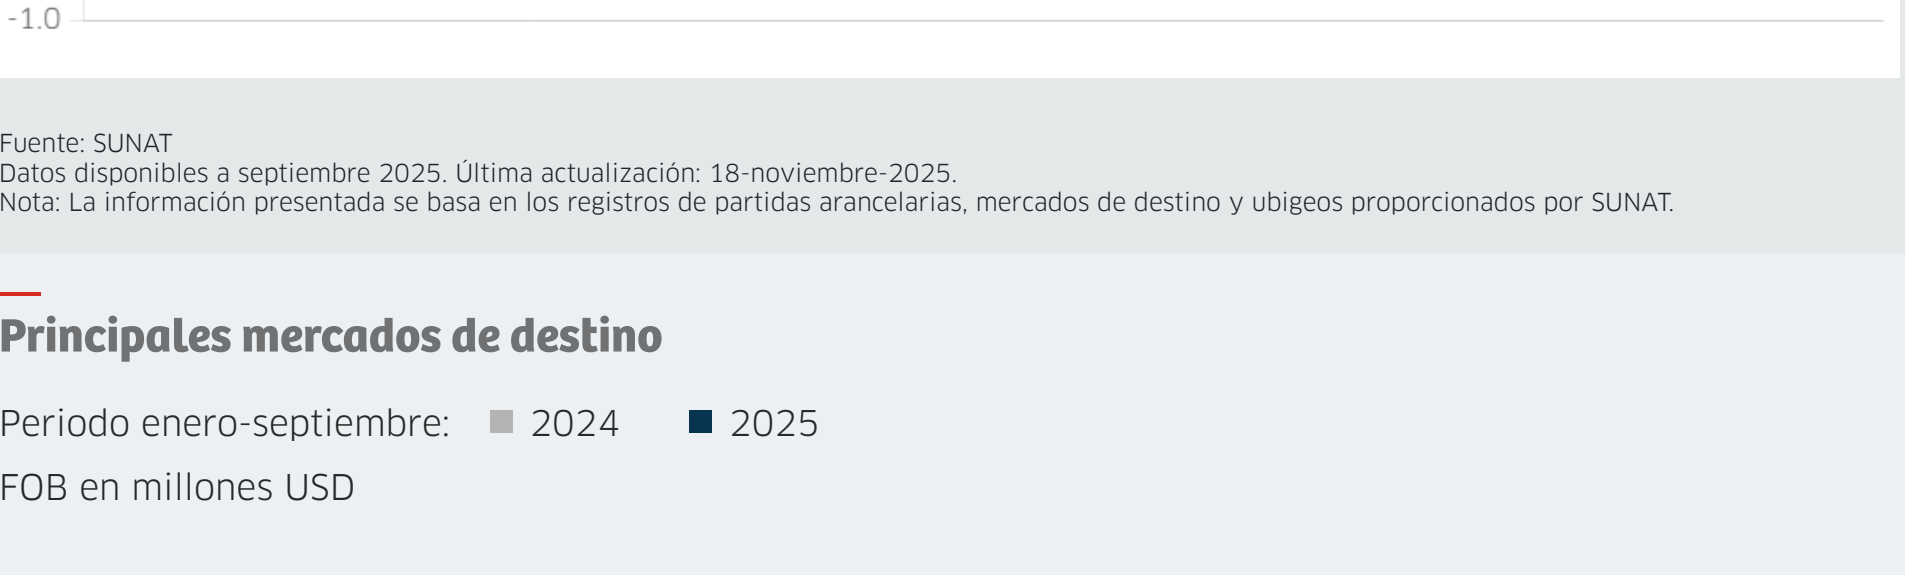 -1.0
Fuente: SUNAT
Datos disponibles a septiembre 2025. Última actualización: 18-noviembre-2025.
Nota: La información presentada se basa en los registros de partidas arancelarias, mercados de destino y ubigeos proporcionados por SUNAT.
Principales mercados de destino
Periodo enero-septiembre: 2024 2025
FOB en millones USD